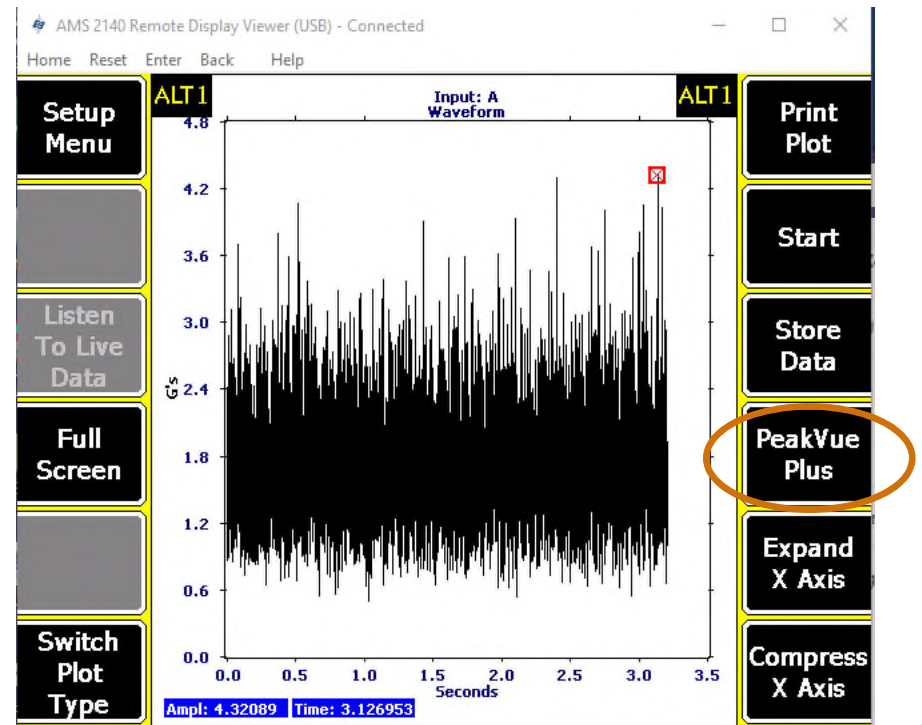 AMS 2140 Remote Display Viewer (USB) - Connected
Home Reset Enter Back Help
Setup
Menu
Listen
To Live
Data
Full
Screen
Switch
Plot
Type
ALT1
Input: A
Waveform
ALT1
4.8
4.2
3.6
3.0
2.4
1.8
1.2
0.6
0.0
G's
0.0 0.5 1.0 1.5 2.0 2.5 3.0 3.5
Seconds
Ampl: 4.32089 Time: 3.126953
Print
Plot
Start
Store
Data
PeakVue
Plus
Expand
X Axis
Compress
X Axis